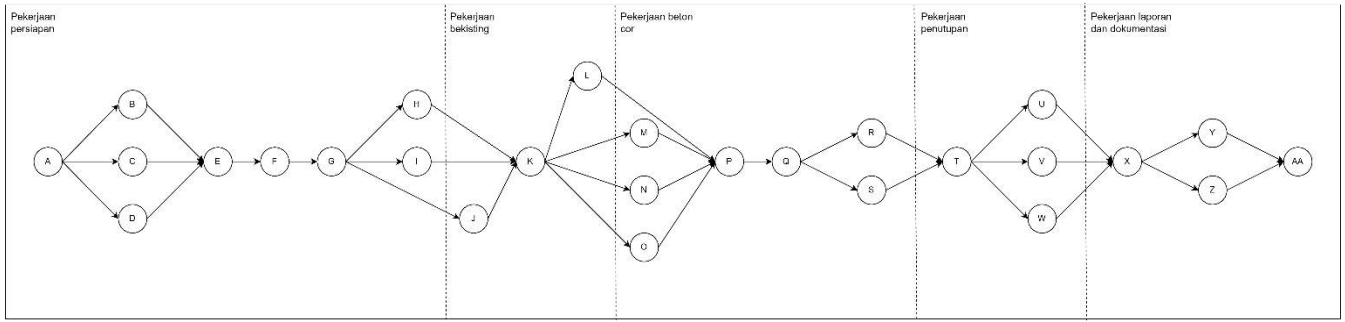 Pekerjaan
persiapan
Pekerjaan
bekisting
Pekerjaan beton
cor
Pekerjaan
penutupan
Pekerjaan laporan
dan dokumentasi
A
B
C
D
E
F
G
H
I
J
K
L
M
N
O
P
Q
R
S
T
U
V
W
X
Y
Z
AA